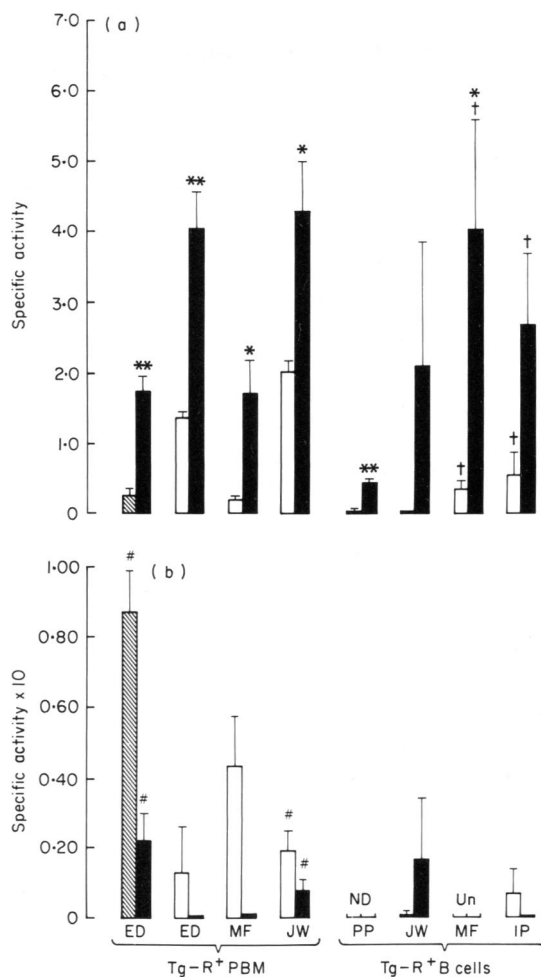 7·0
(a)
6·0
5·0
4·0
3·0
2·0
1·0
0
Specific activity
** ** * * ** † * † † †
1·00
(b)
0·80
0·60
0·40
0·20
0
Specific activity x 10
# # # # ND Un
ED ED MF JW PP JW MF IP
Tg-R+ PBM Tg-R+ B cells